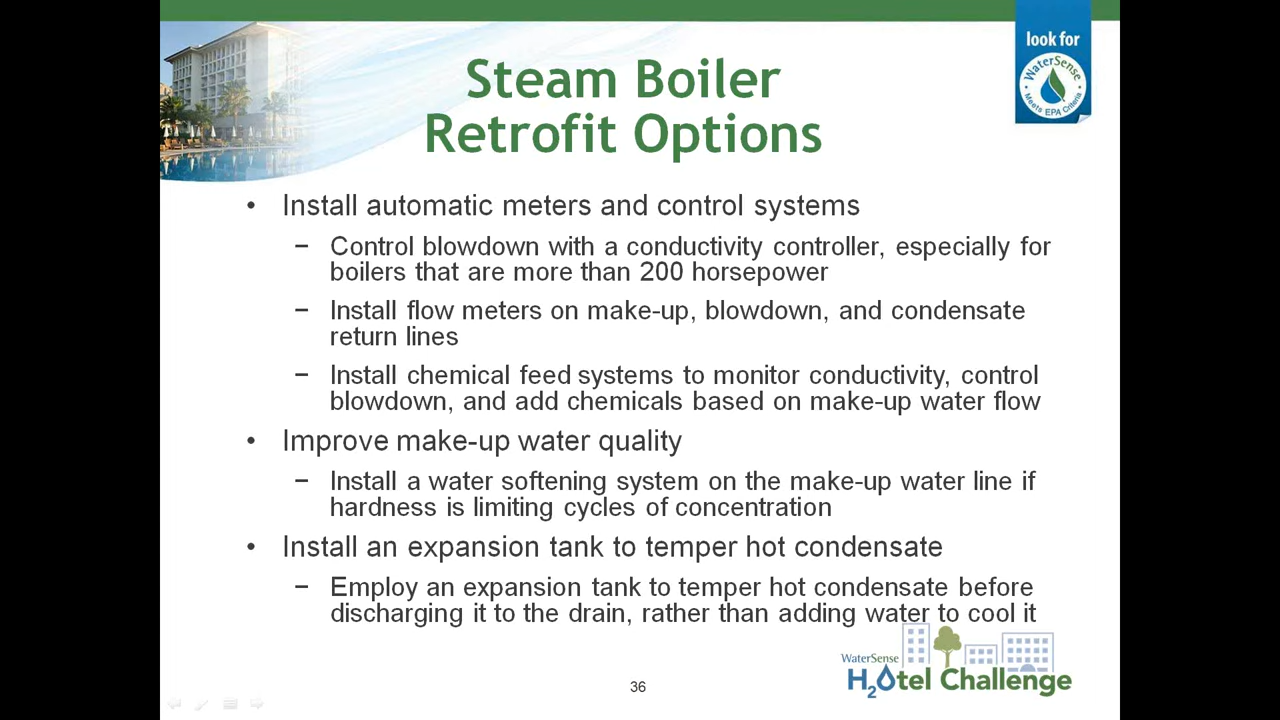 look for
WaterSense
Meets EPA Criteria
Steam Boiler
Retrofit Options
• Install automatic meters and control systems
− Control blowdown with a conductivity controller, especially for
boilers that are more than 200 horsepower
− Install flow meters on make-up, blowdown, and condensate
return lines
− Install chemical feed systems to monitor conductivity, control
blowdown, and add chemicals based on make-up water flow
• Improve make-up water quality
− Install a water softening system on the make-up water line if
hardness is limiting cycles of concentration
• Install an expansion tank to temper hot condensate
− Employ an expansion tank to temper hot condensate before
discharging it to the drain, rather than adding water to cool it
WaterSense
H2Otel Challenge
36